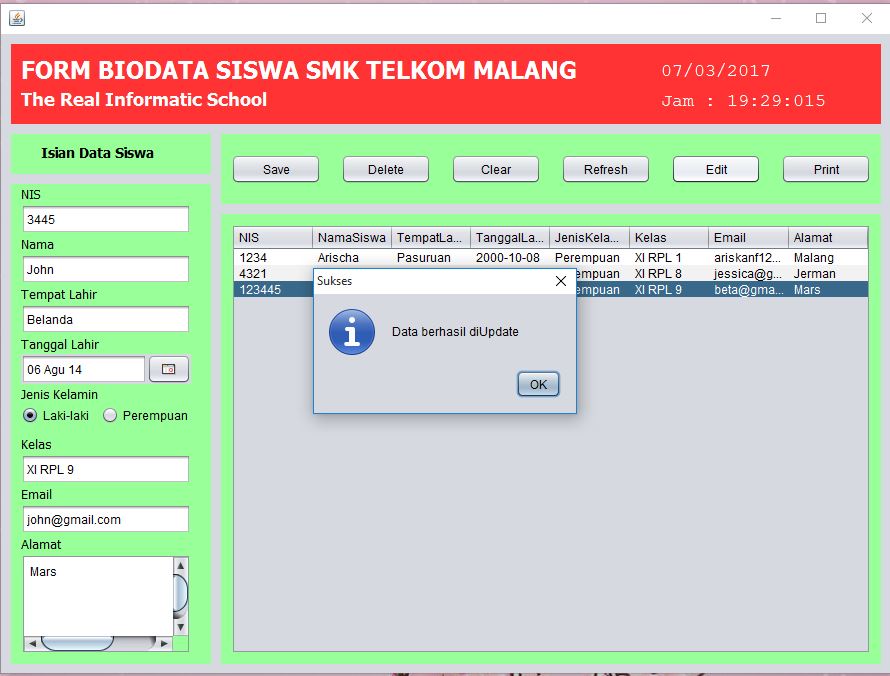 FORM BIODATA SISWA SMK TELKOM MALANG
07/03/2017
The Real Informatic School
Jam : 19:29:015
Isian Data Siswa
Save Delete Clear Refresh Edit Print
NIS
3445
Nama
John
Tempat Lahir
Belanda
Tanggal Lahir
06 Agu 14
Jenis Kelamin
Laki-laki Perempuan
Kelas
XI RPL 9
Email
john@gmail.com
Alamat
Mars
NIS NamaSiswa TempatLa... TanggalLa... JenisKela... Kelas Email Alamat
1234 Arischa Pasuruan 2000-10-08 Perempuan XI RPL 1 ariskanf12... Malang
4321 empuan XI RPL 8 jessica@g... Jerman
123445 empuan XI RPL 9 beta@gma... Mars
Sukses
Data berhasil diUpdate
OK